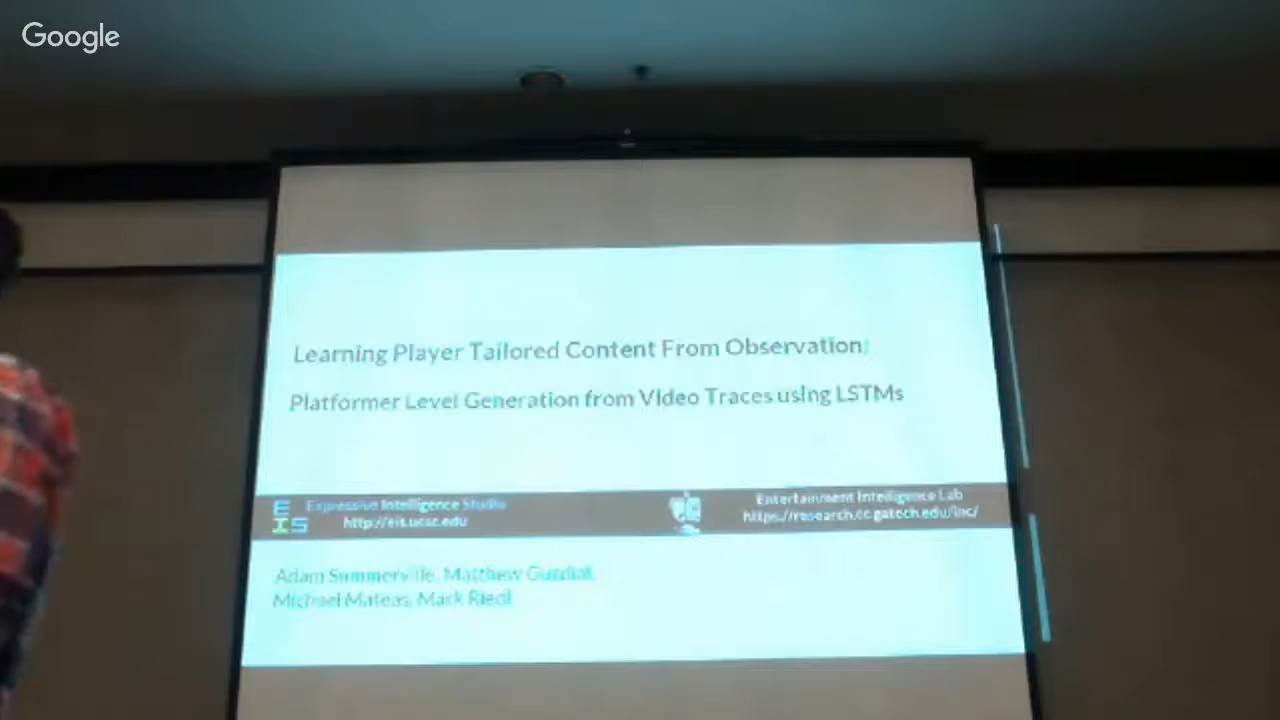 Google
Learning Player Tailored Content From Observation:
Platformer Level Generation from Video Traces using LSTMs
EIS
Expressive Intelligence Studio
http://eis.ucsc.edu
Entertainment Intelligence Lab
https://research.cc.gatech.edu/inc/
Adam Summerville, Matthew Guzdial,
Michael Mateas, Mark Riedl